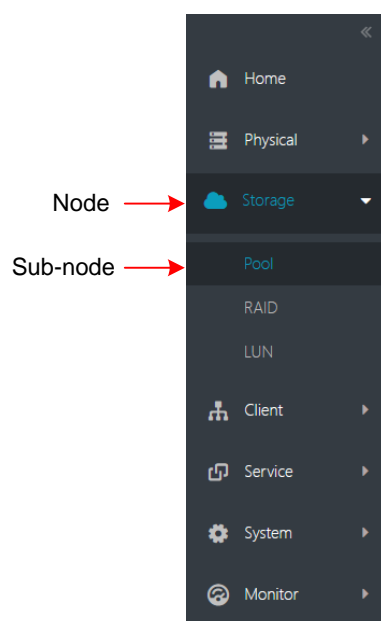 «
Home
Physical
Node
Storage
Sub-node
Pool
RAID
LUN
Client
Service
System
Monitor